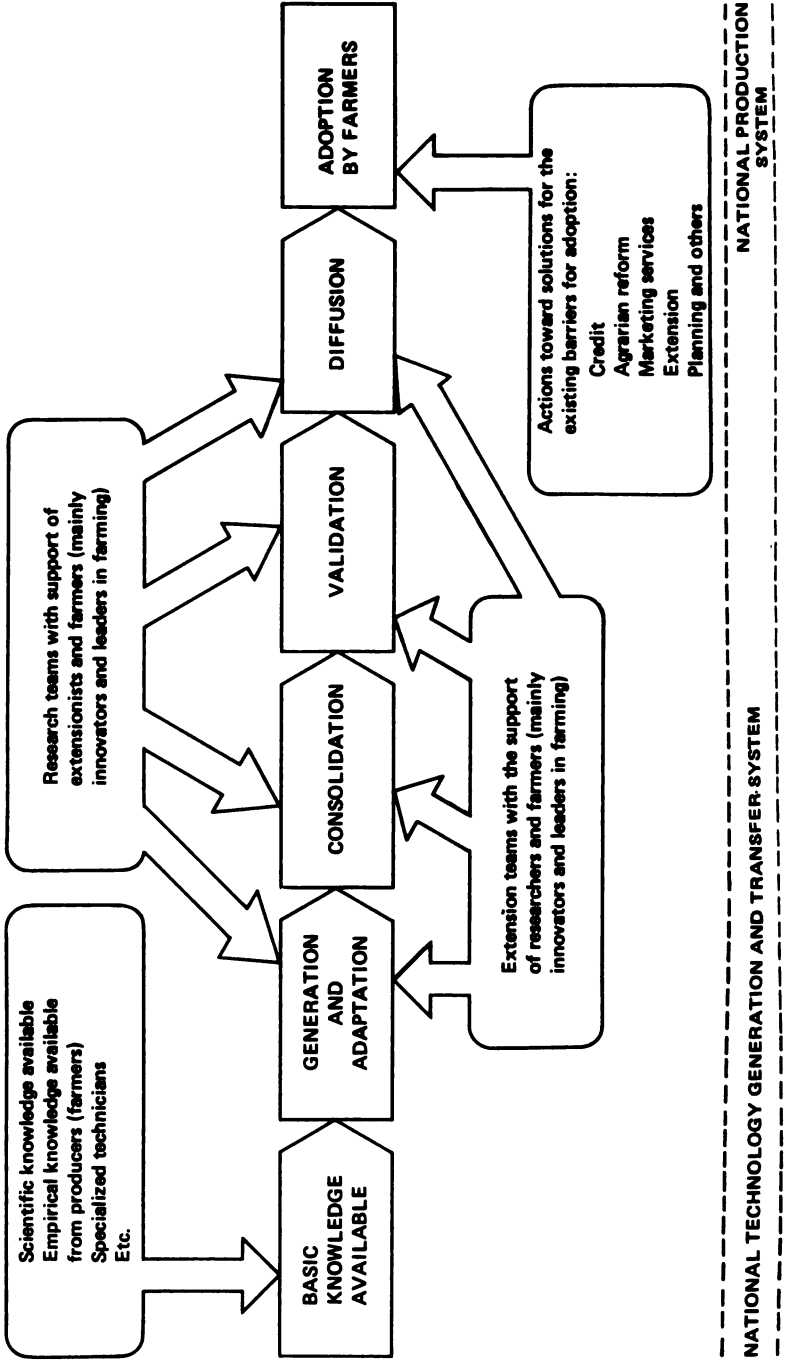 Scientific knowledge available
Empirical knowledge available
from producers (farmers)
Specialized technicians
Etc.
Research teams with support of
extensionists and farmers (mainly
innovators and leaders in farming)
BASIC
KNOWLEDGE
AVAILABLE
GENERATION
AND
ADAPTATION
CONSOLIDATION
VALIDATION
DIFFUSION
ADOPTION
BY FARMERS
Extension teams with the support
of researchers and farmers (mainly
innovators and leaders in farming)
Actions toward solutions for the
existing barriers for adoption:
Credit
Agrarian reform
Marketing services
Extension
Planning and others
NATIONAL TECHNOLOGY GENERATION AND TRANSFER-SYSTEM
NATIONAL PRODUCTION
SYSTEM